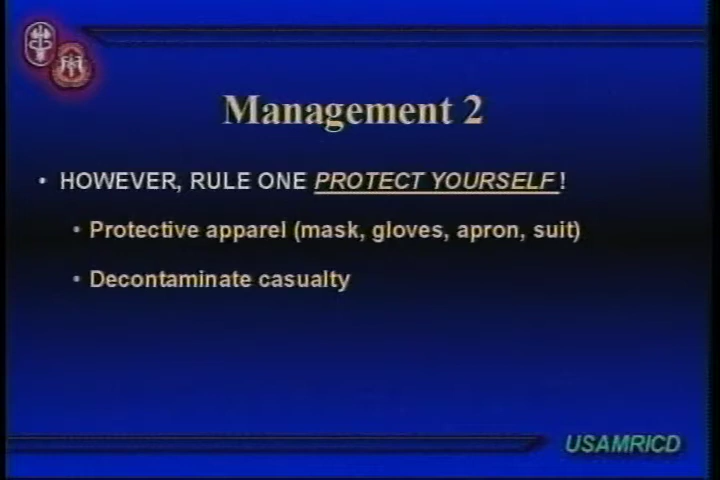 Management 2
• HOWEVER, RULE ONE PROTECT YOURSELF !
• Protective apparel (mask, gloves, apron, suit)
• Decontaminate casualty
USAMRICD